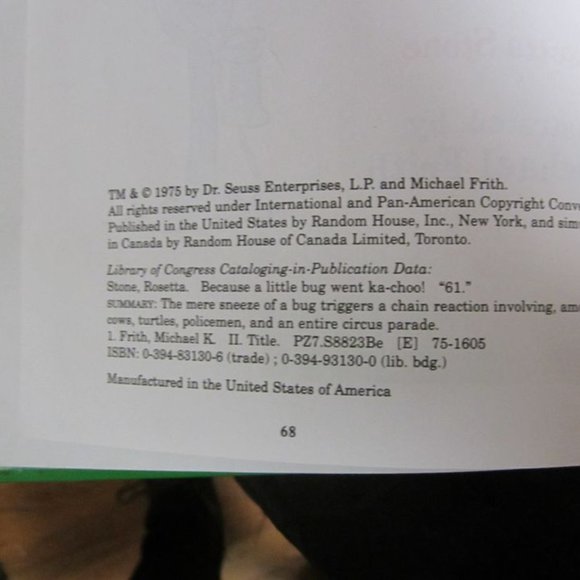 TM & © 1975 by Dr. Seuss Enterprises, L.P. and Michael Frith.
All rights reserved under International and Pan-American Copyright Conve
Published in the United States by Random House, Inc., New York, and sim
in Canada by Random House of Canada Limited, Toronto.
Library of Congress Cataloging-in-Publication Data:
Stone, Rosetta. Because a little bug went ka-choo! “61.”
SUMMARY: The mere sneeze of a bug triggers a chain reaction involving, am
cows, turtles, policemen, and an entire circus parade.
1. Frith, Michael K. II. Title. PZ7.S8823Be [E] 75-1605
ISBN: 0-394-83130-6 (trade) ; 0-394-93130-0 (lib. bdg.)
Manufactured in the United States of America
68